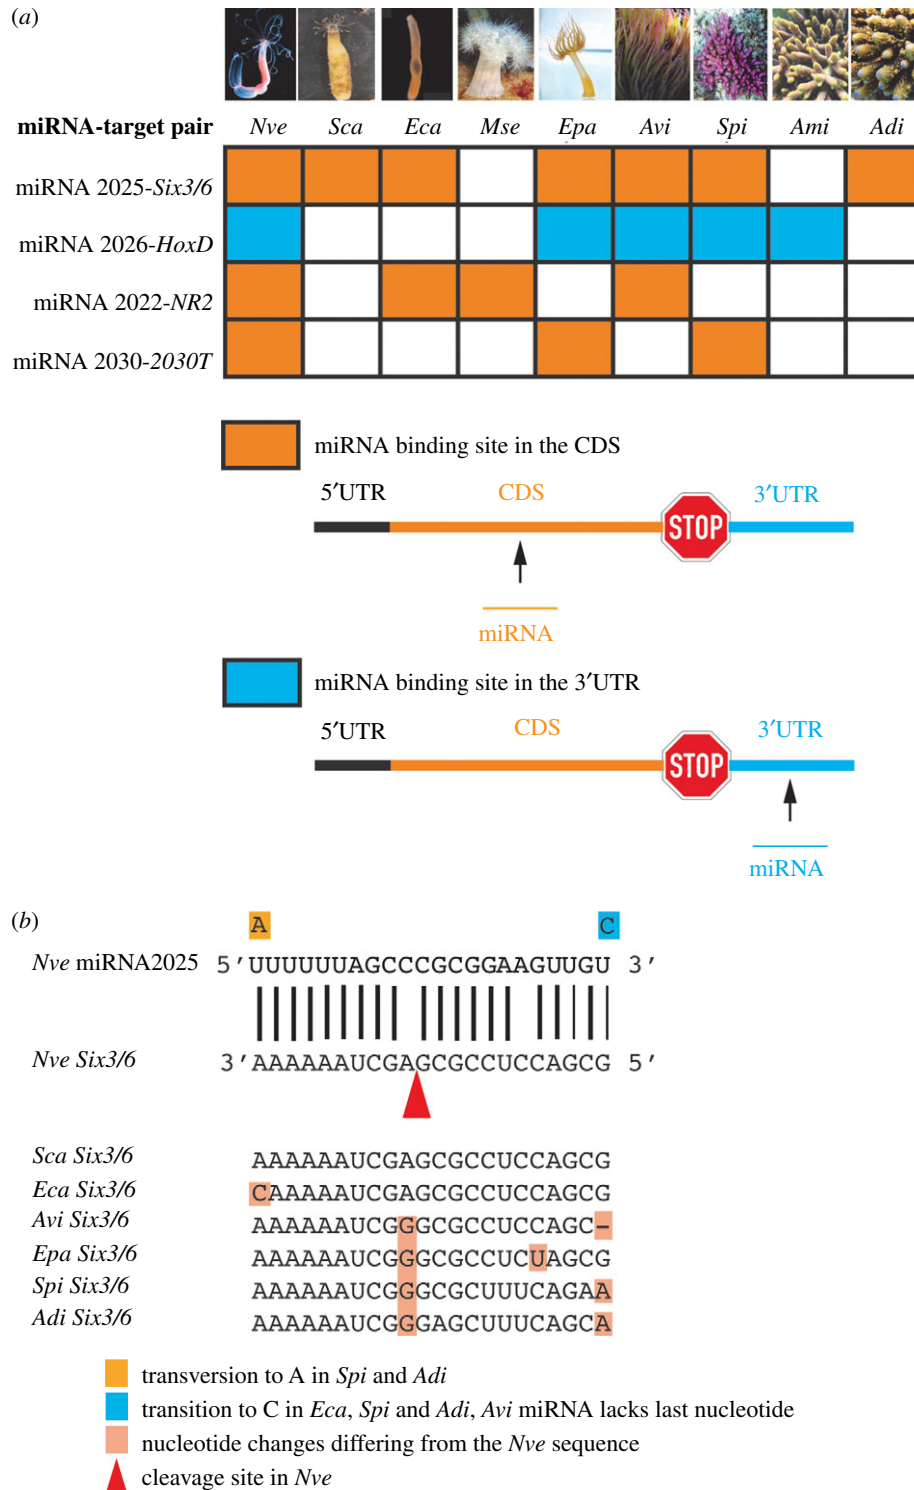 (a)
miRNA-target pair Nve Sca Eca Mse Epa Avi Spi Ami Adi
miRNA 2025-Six3/6
miRNA 2026-HoxD
miRNA 2022-NR2
miRNA 2030-2030T
miRNA binding site in the CDS
5′UTR CDS 3′UTR
STOP
miRNA
miRNA binding site in the 3′UTR
5′UTR CDS 3′UTR
STOP
miRNA
(b)
A C
Nve miRNA2025 5′UUUUUUAGCCCGCGGAAGUUGU 3′
Nve Six3/6 3′AAAAAAUCGAGCGCCUCCAGCG 5′
Sca Six3/6 AAAAAAUCGAGCGCCUCCAGCG
Eca Six3/6 CAAAAAUCGAGCGCCUCCAGCG
Avi Six3/6 AAAAAAUCGGGCGCCUCCAGC–
Epa Six3/6 AAAAAAUCGGGCGCCUCUAGCG
Spi Six3/6 AAAAAAUCGGGCGCUUUCAGAA
Adi Six3/6 AAAAAAUCGGGAGCUUUCAGCA
transversion to A in Spi and Adi
transition to C in Eca, Spi and Adi, Avi miRNA lacks last nucleotide
nucleotide changes differing from the Nve sequence
cleavage site in Nve